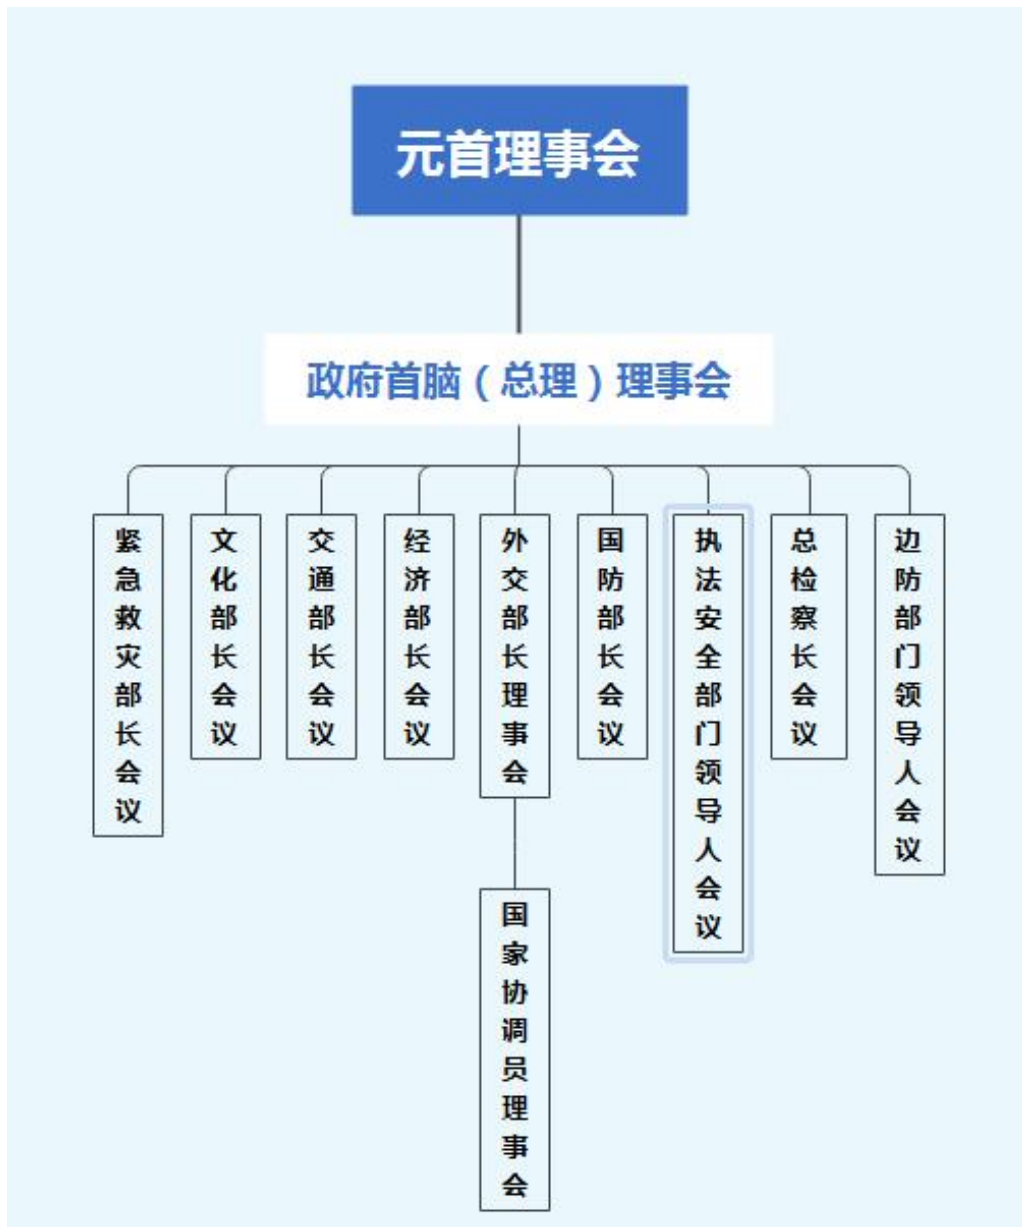 元首理事会
政府首脑（总理）理事会
紧急救灾部长会议
文化部长会议
交通部长会议
经济部长会议
外交部长理事会
国防部长会议
执法安全部门领导人会议
总检察长会议
边防部门领导人会议
国家协调员理事会